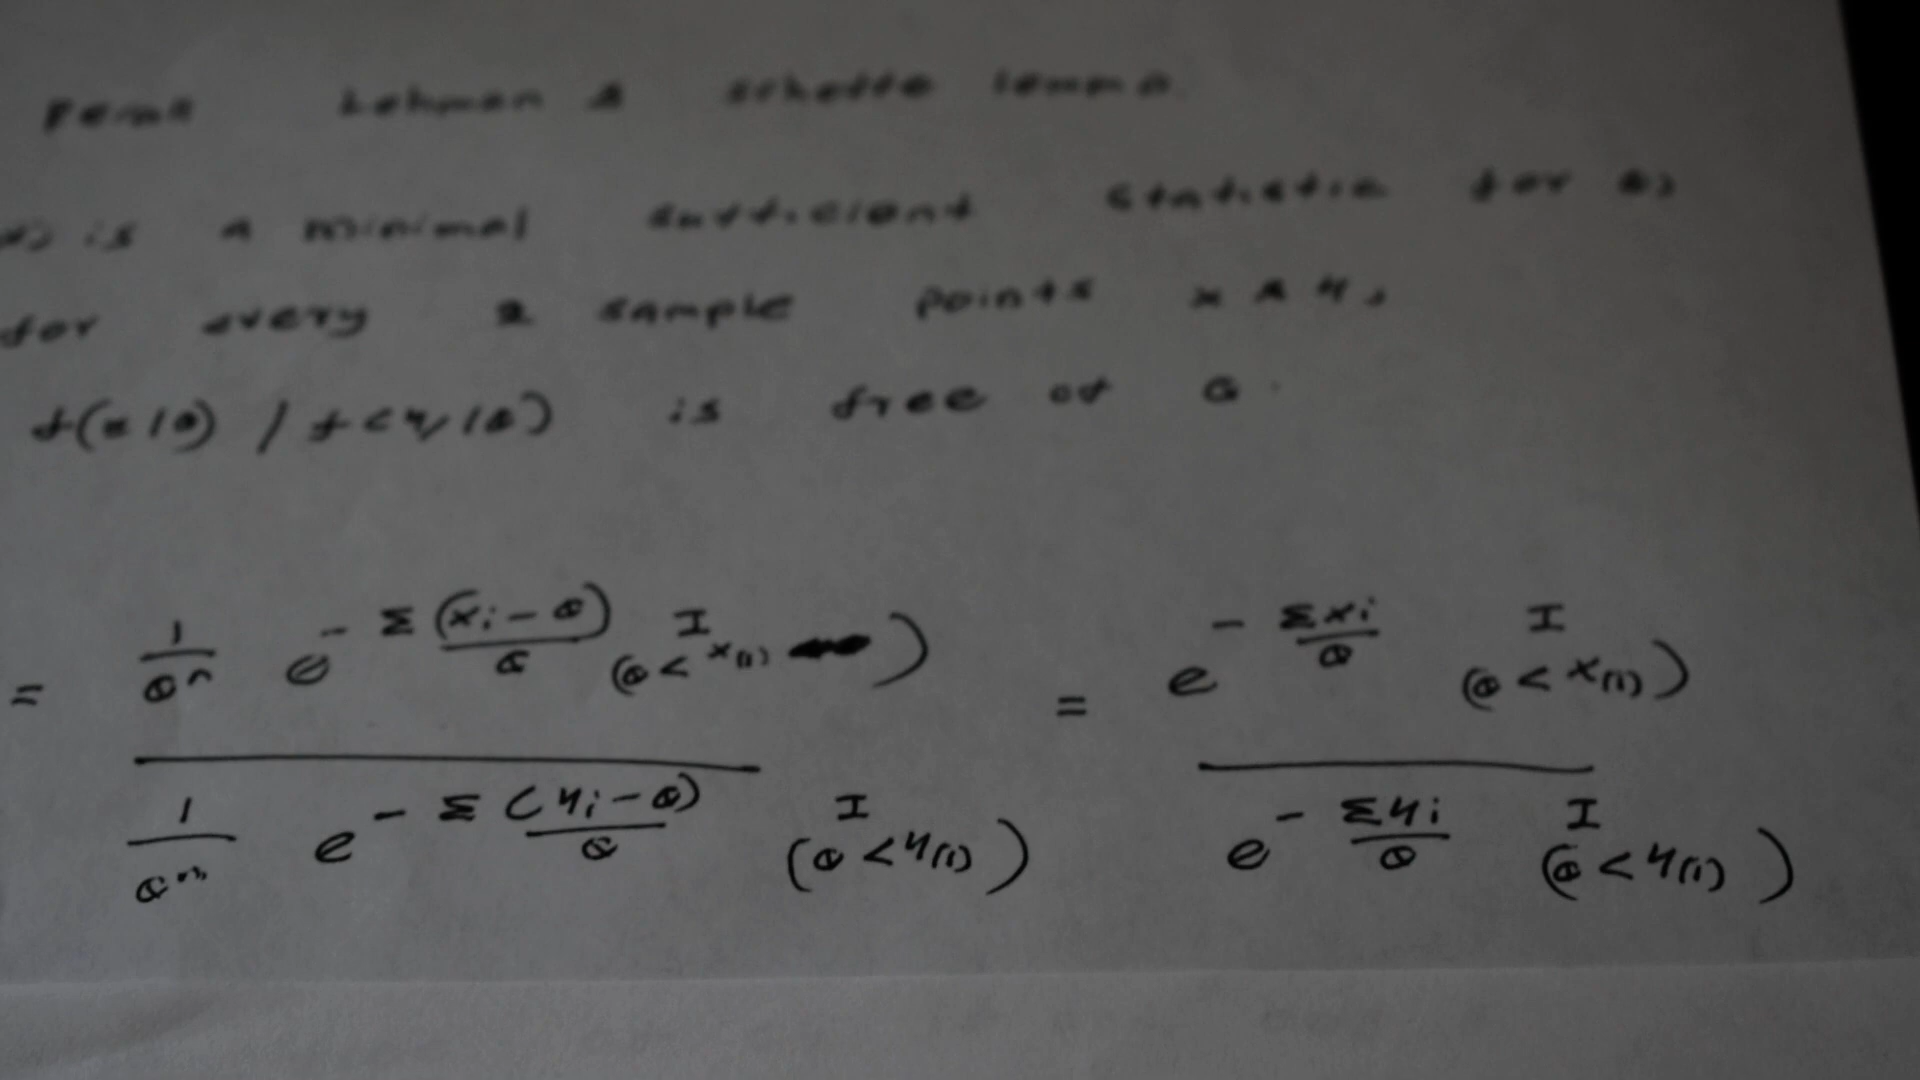 Lehman & scheffe lemma
is a minimal sufficient statistic for θ,
for every 2 sample points x & y,
f(x|θ) / f(y|θ) is free of θ.
= 1/θⁿ e^(- Σ(xi-θ)/θ) I(θ < x(1)) / 1/θⁿ e^(- Σ(yi-θ)/θ) I(θ < y(1)) = e^(- Σxi/θ) I(θ < x(1)) / e^(- Σyi/θ) I(θ < y(1))